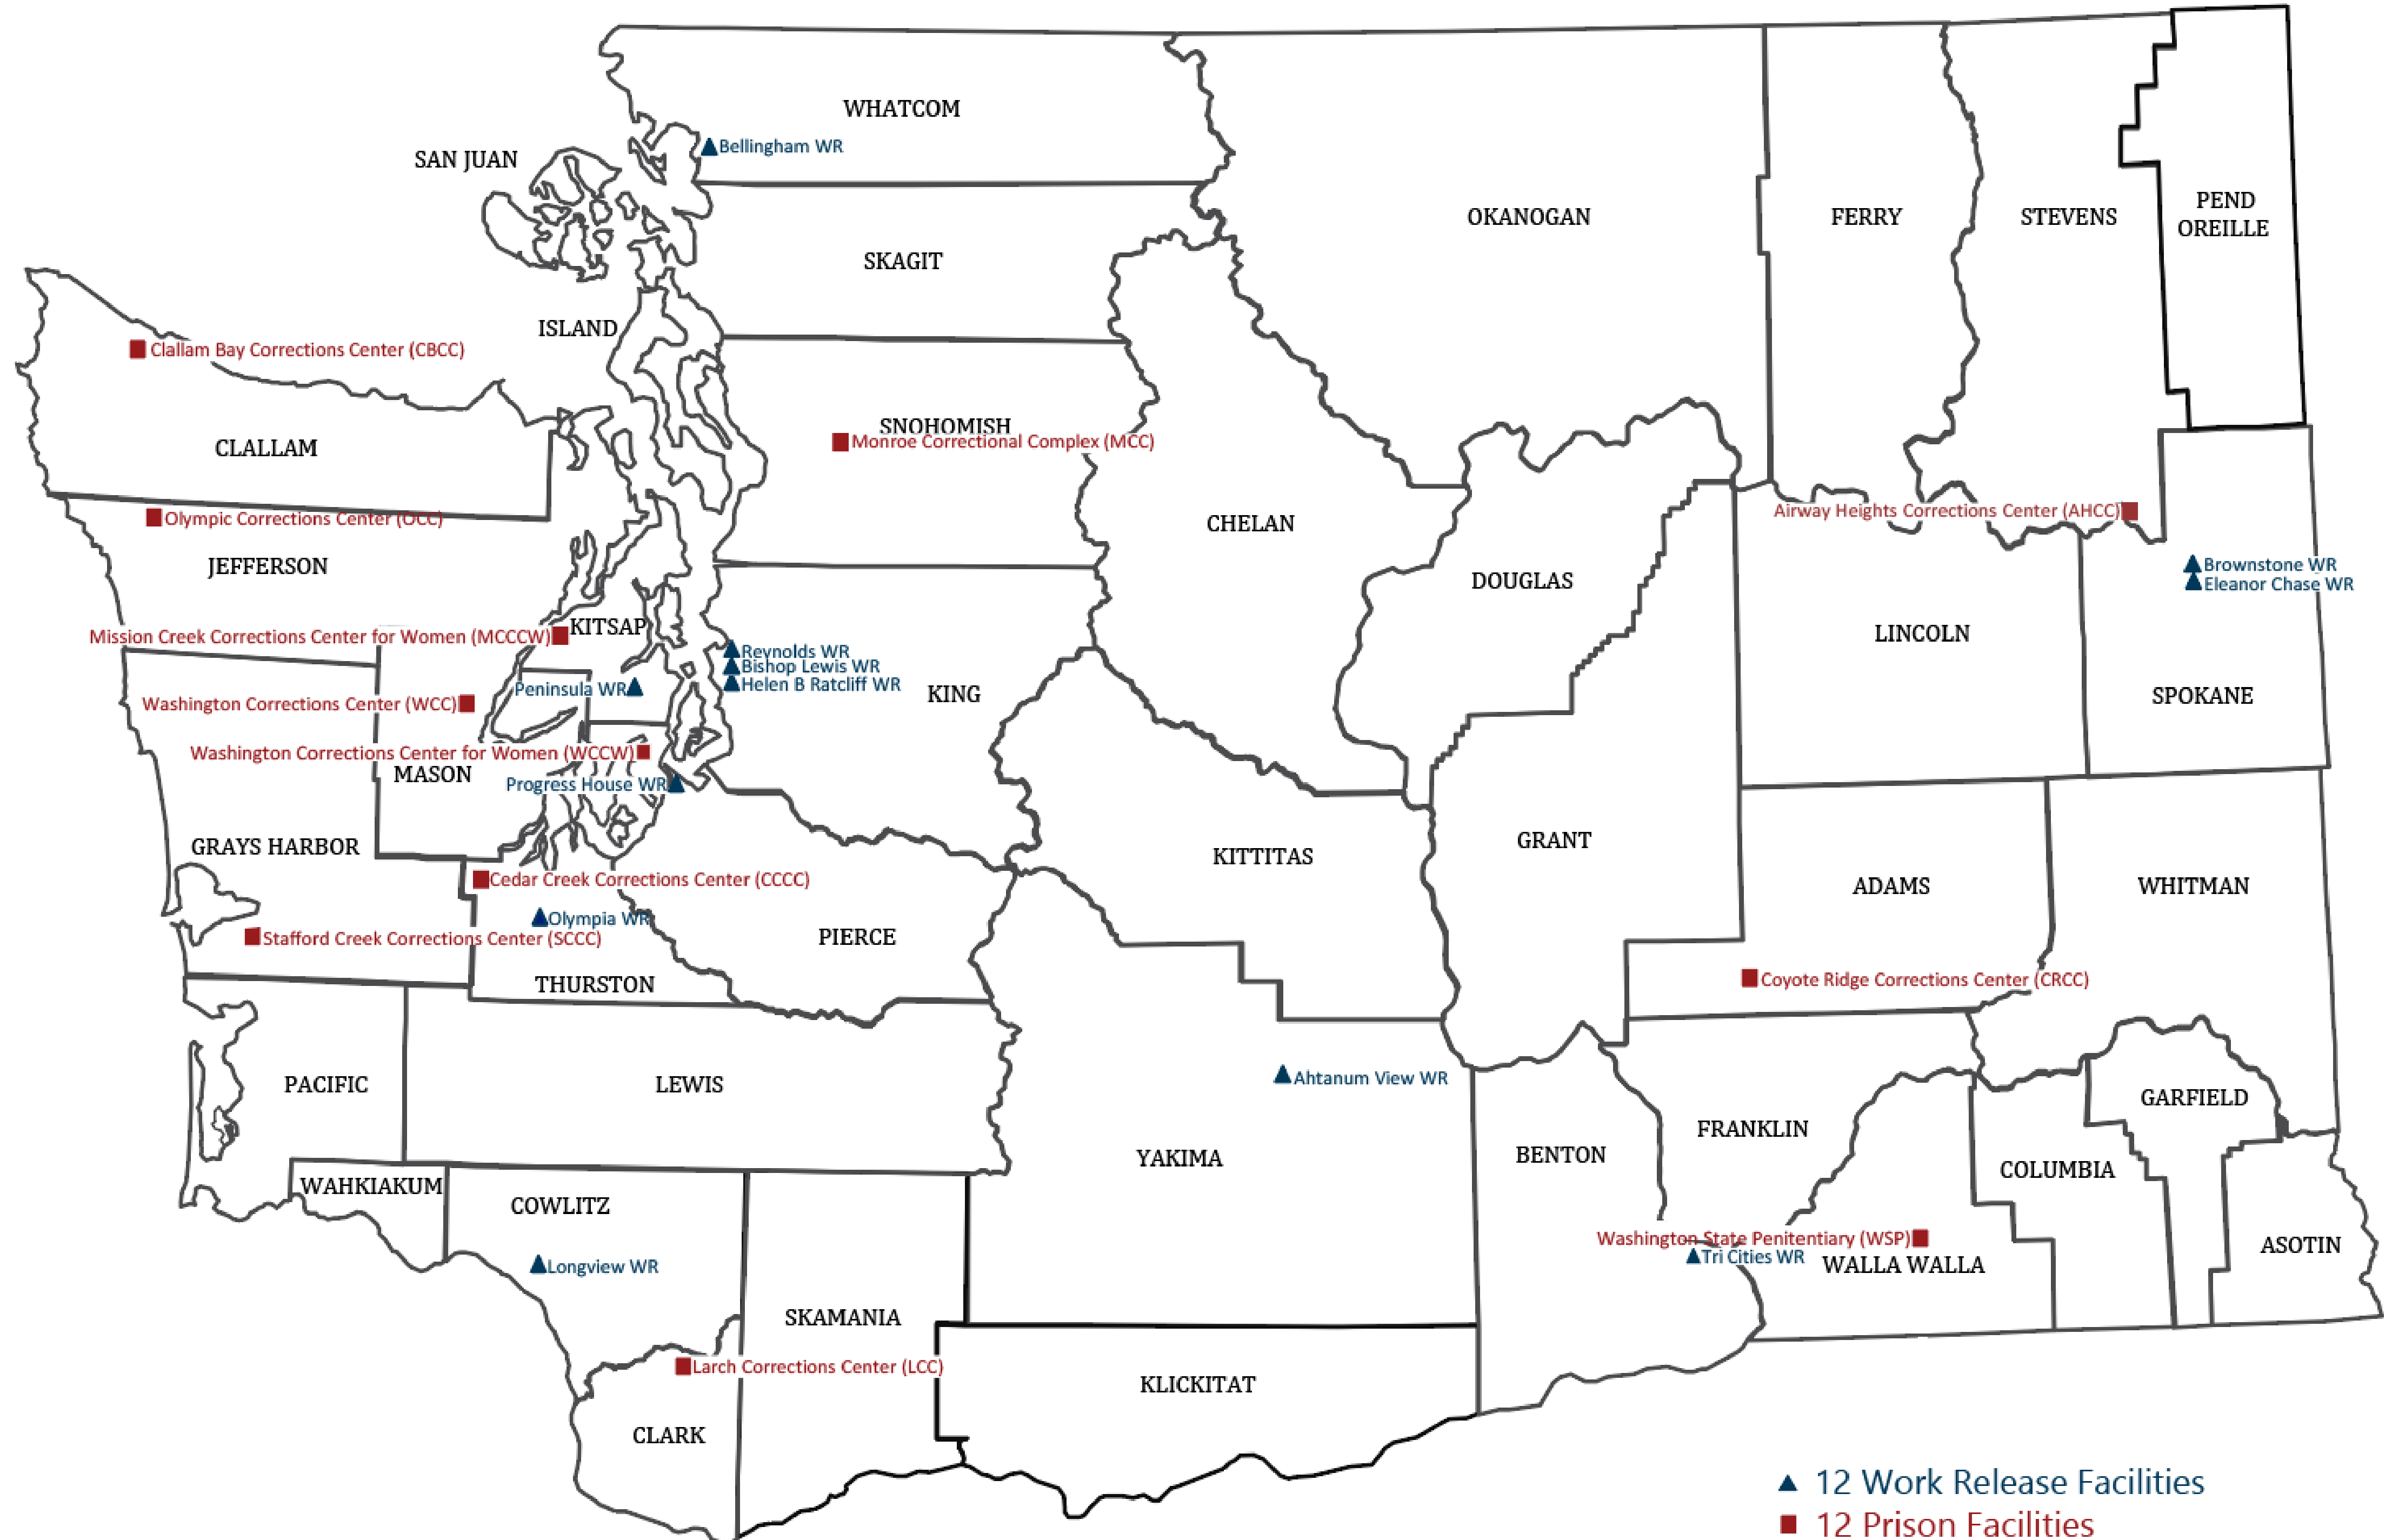 WHATCOM
Bellingham WR
SAN JUAN
OKANOGAN
FERRY
STEVENS
PEND
OREILLE
SKAGIT
ISLAND
Clallam Bay Corrections Center (CBCC)
CLALLAM
SNOHOMISH
Monroe Correctional Complex (MCC)
Olympic Corrections Center (OCC)
CHELAN
Airway Heights Corrections Center (AHCC)
JEFFERSON
DOUGLAS
Brownstone WR
Eleanor Chase WR
Mission Creek Corrections Center for Women (MCCCW)
KITSAP
LINCOLN
Reynolds WR
Bishop Lewis WR
Helen B Ratcliff WR
Peninsula WR
KING
SPOKANE
Washington Corrections Center (WCC)
Washington Corrections Center for Women (WCCW)
MASON
Progress House WR
GRAYS HARBOR
KITTITAS
GRANT
Cedar Creek Corrections Center (CCCC)
ADAMS
WHITMAN
Olympia WR
Stafford Creek Corrections Center (SCCC)
PIERCE
THURSTON
Coyote Ridge Corrections Center (CRCC)
PACIFIC
LEWIS
Ahtanum View WR
GARFIELD
FRANKLIN
YAKIMA
BENTON
COLUMBIA
WAHKIAKUM
COWLITZ
Washington State Penitentiary (WSP)
Tri Cities WR
WALLA WALLA
ASOTIN
Longview WR
SKAMANIA
Larch Corrections Center (LCC)
KLICKITAT
CLARK
12 Work Release Facilities
12 Prison Facilities